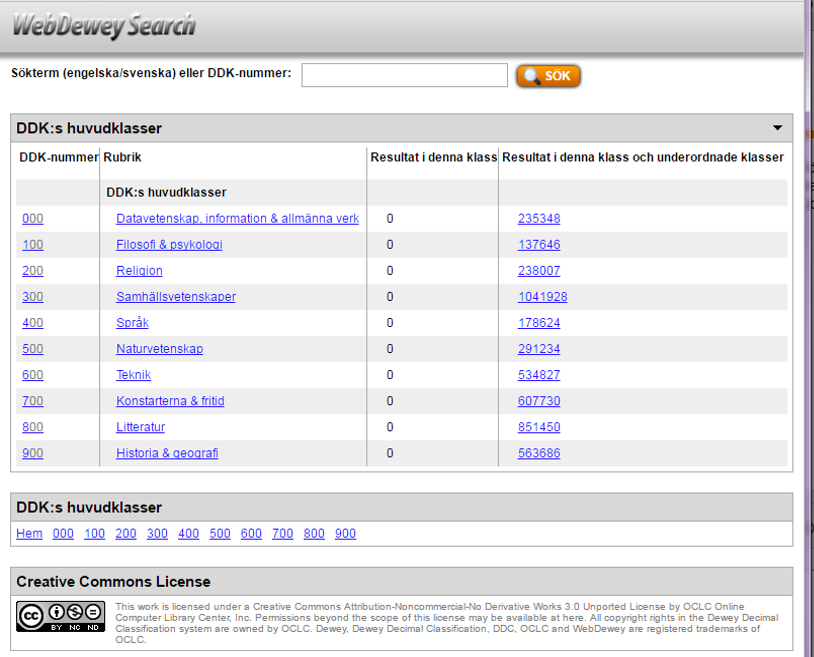 WebDewey Search
Sökterm (engelska/svenska) eller DDK-nummer: SÖK
DDK:s huvudklasser
DDK-nummer Rubrik Resultat i denna klass Resultat i denna klass och underordnade klasser
DDK:s huvudklasser
000 Datavetenskap, information & allmänna verk 0 235348
100 Filosofi & psykologi 0 137646
200 Religion 0 238007
300 Samhällsvetenskaper 0 1041928
400 Språk 0 178624
500 Naturvetenskap 0 291234
600 Teknik 0 534827
700 Konstarterna & fritid 0 607730
800 Litteratur 0 851450
900 Historia & geografi 0 563686
DDK:s huvudklasser
Hem 000 100 200 300 400 500 600 700 800 900
Creative Commons License
cc BY NC ND
This work is licensed under a Creative Commons Attribution-Noncommercial-No Derivative Works 3.0 Unported License by OCLC Online
Computer Library Center, Inc. Permissions beyond the scope of this license may be available at here. All copyright rights in the Dewey Decimal
Classification system are owned by OCLC. Dewey, Dewey Decimal Classification, DDC, OCLC and WebDewey are registered trademarks of
OCLC.